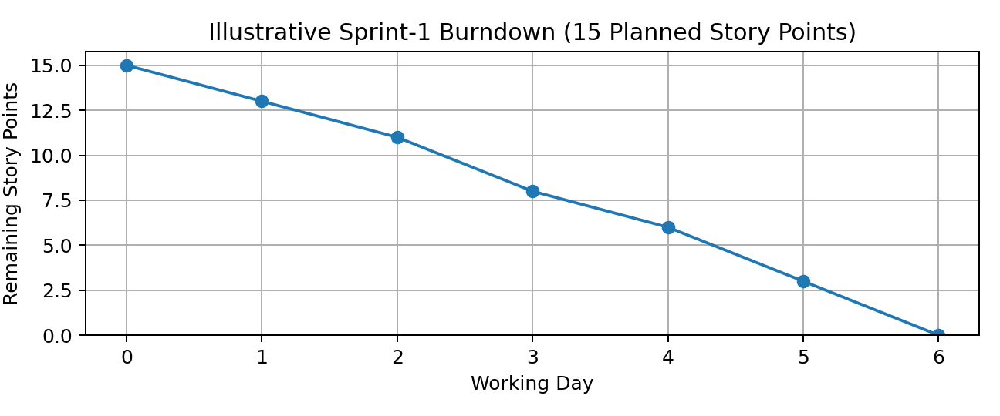 Illustrative Sprint-1 Burndown (15 Planned Story Points)
Remaining Story Points
15.0
12.5
10.0
7.5
5.0
2.5
0.0
0 1 2 3 4 5 6
Working Day